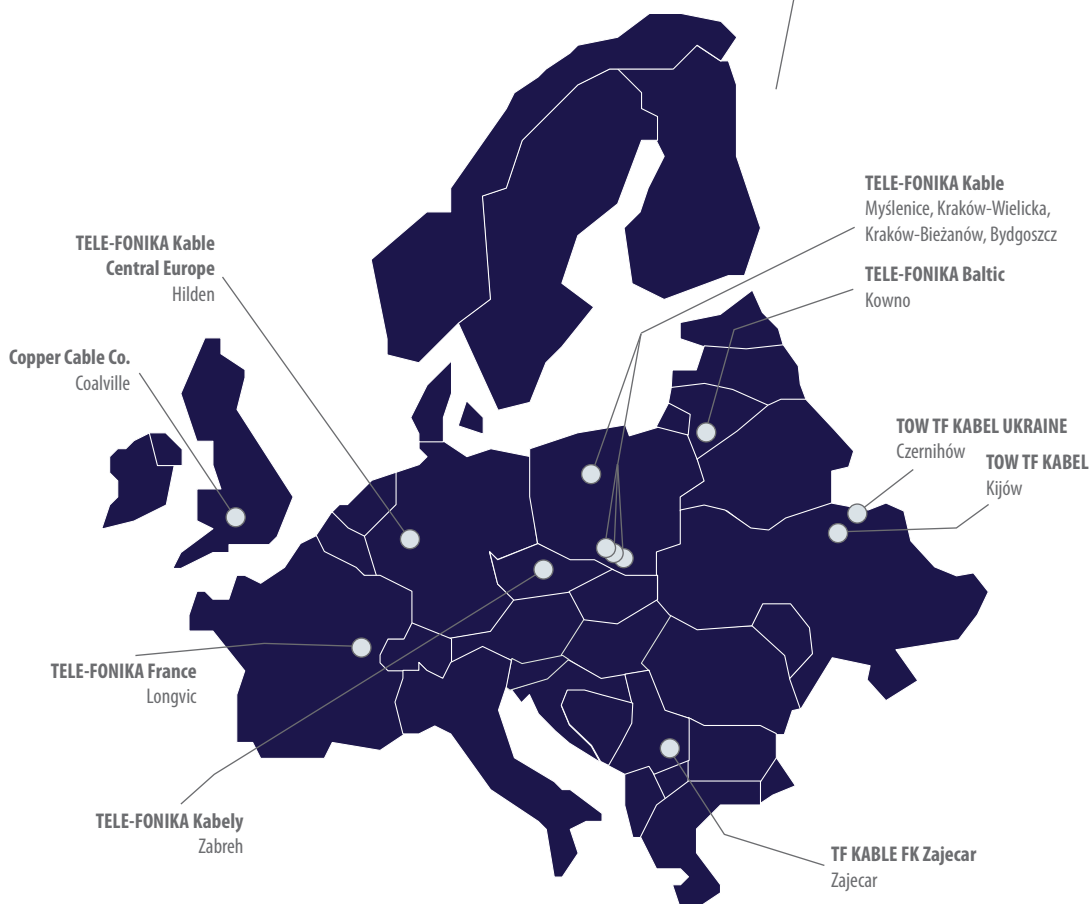 TELE-FONIKA Kable
Myślenice, Kraków-Wielicka,
Kraków-Bieżanów, Bydgoszcz
TELE-FONIKA Kable
Central Europe
Hilden
TELE-FONIKA Baltic
Kowno
Copper Cable Co.
Coalville
TOW TF KABEL UKRAINE
Czernihów
TOW TF KABEL
Kijów
TELE-FONIKA France
Longvic
TELE-FONIKA Kabely
Zabreh
TF KABLE FK Zajecar
Zajecar